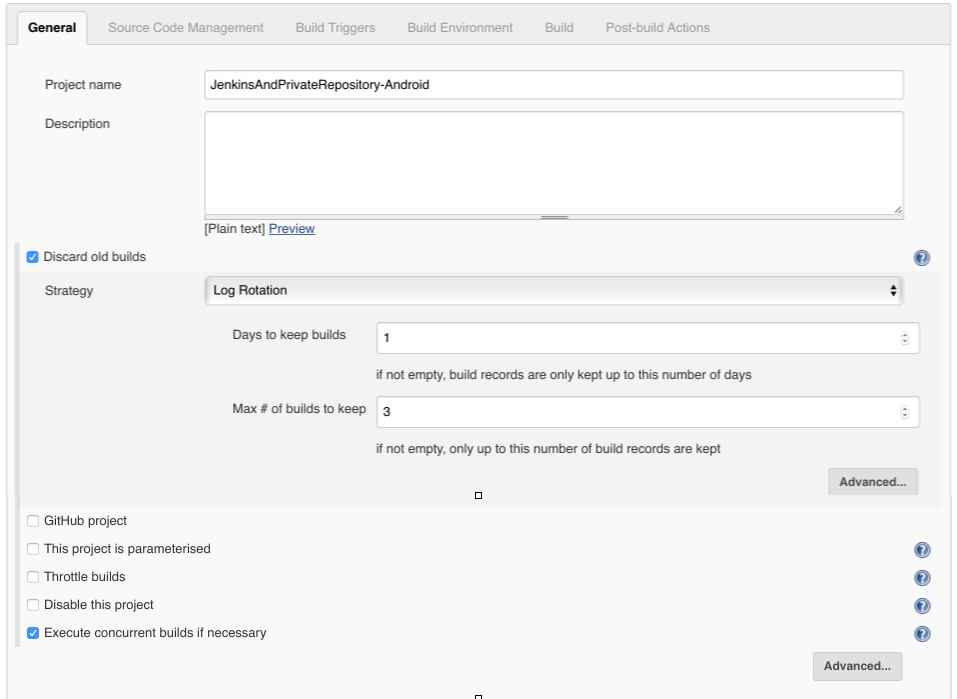 General Source Code Management Build Triggers Build Environment Build Post-build Actions
Project name JenkinsAndPrivateRepository-Android
Description
[Plain text] Preview
Discard old builds
Strategy Log Rotation
Days to keep builds 1
if not empty, build records are only kept up to this number of days
Max # of builds to keep 3
if not empty, only up to this number of build records are kept
Advanced...
GitHub project
This project is parameterised
Throttle builds
Disable this project
Execute concurrent builds if necessary
Advanced...